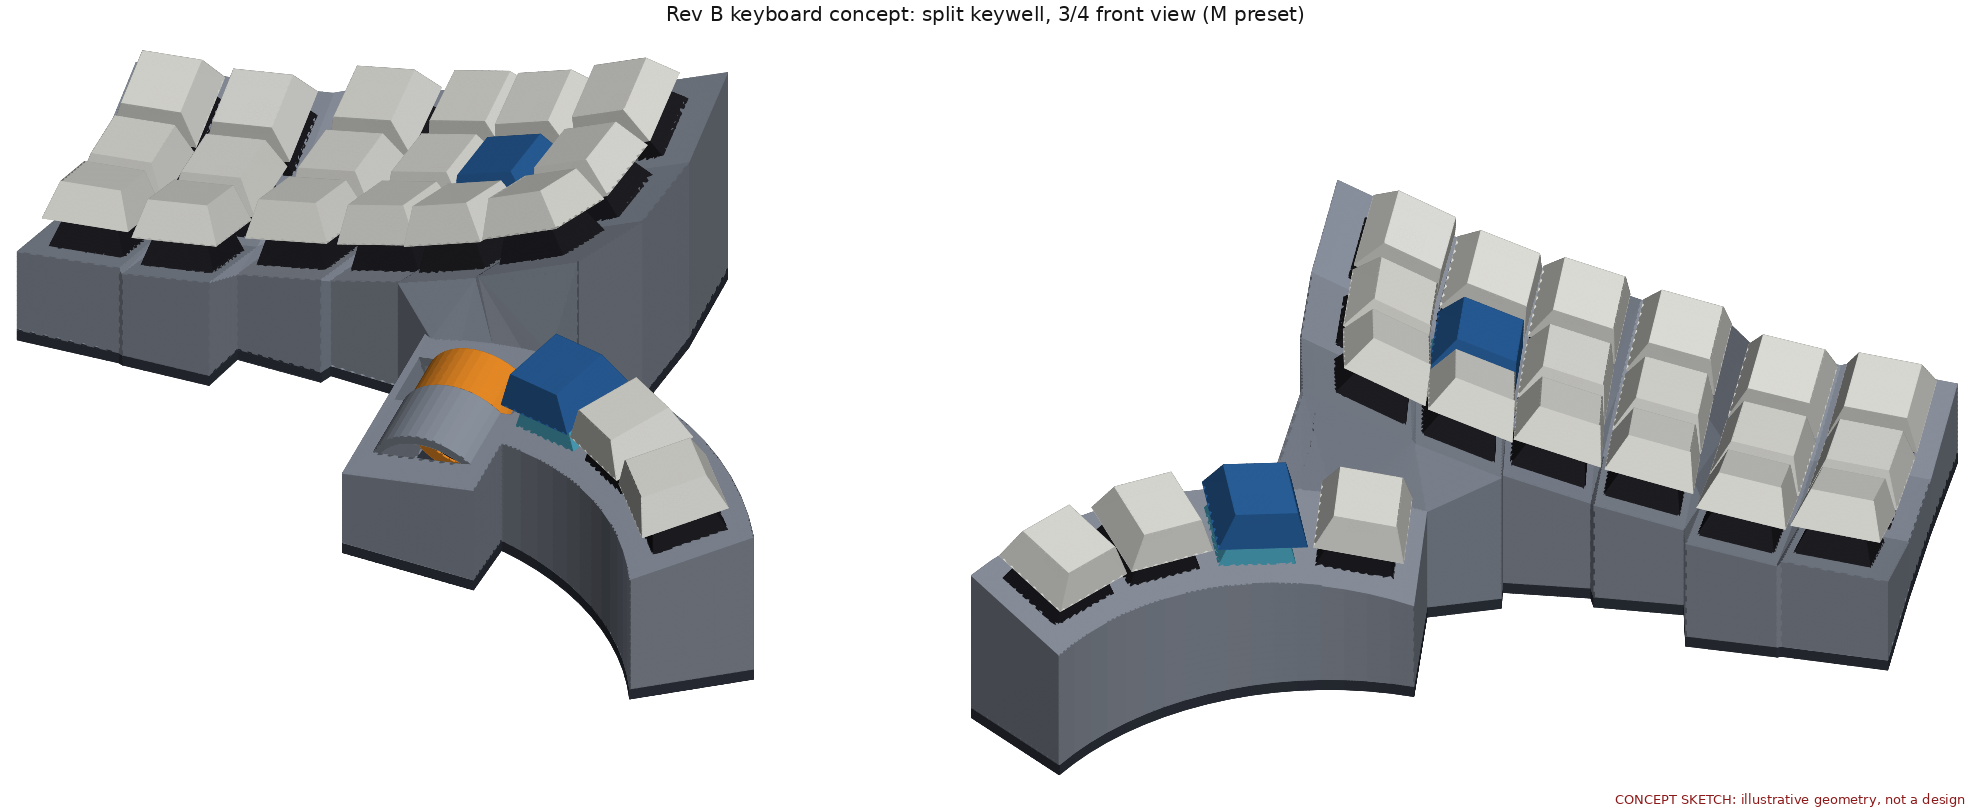 Rev B keyboard concept: split keywell, 3/4 front view (M preset)
CONCEPT SKETCH: illustrative geometry, not a design